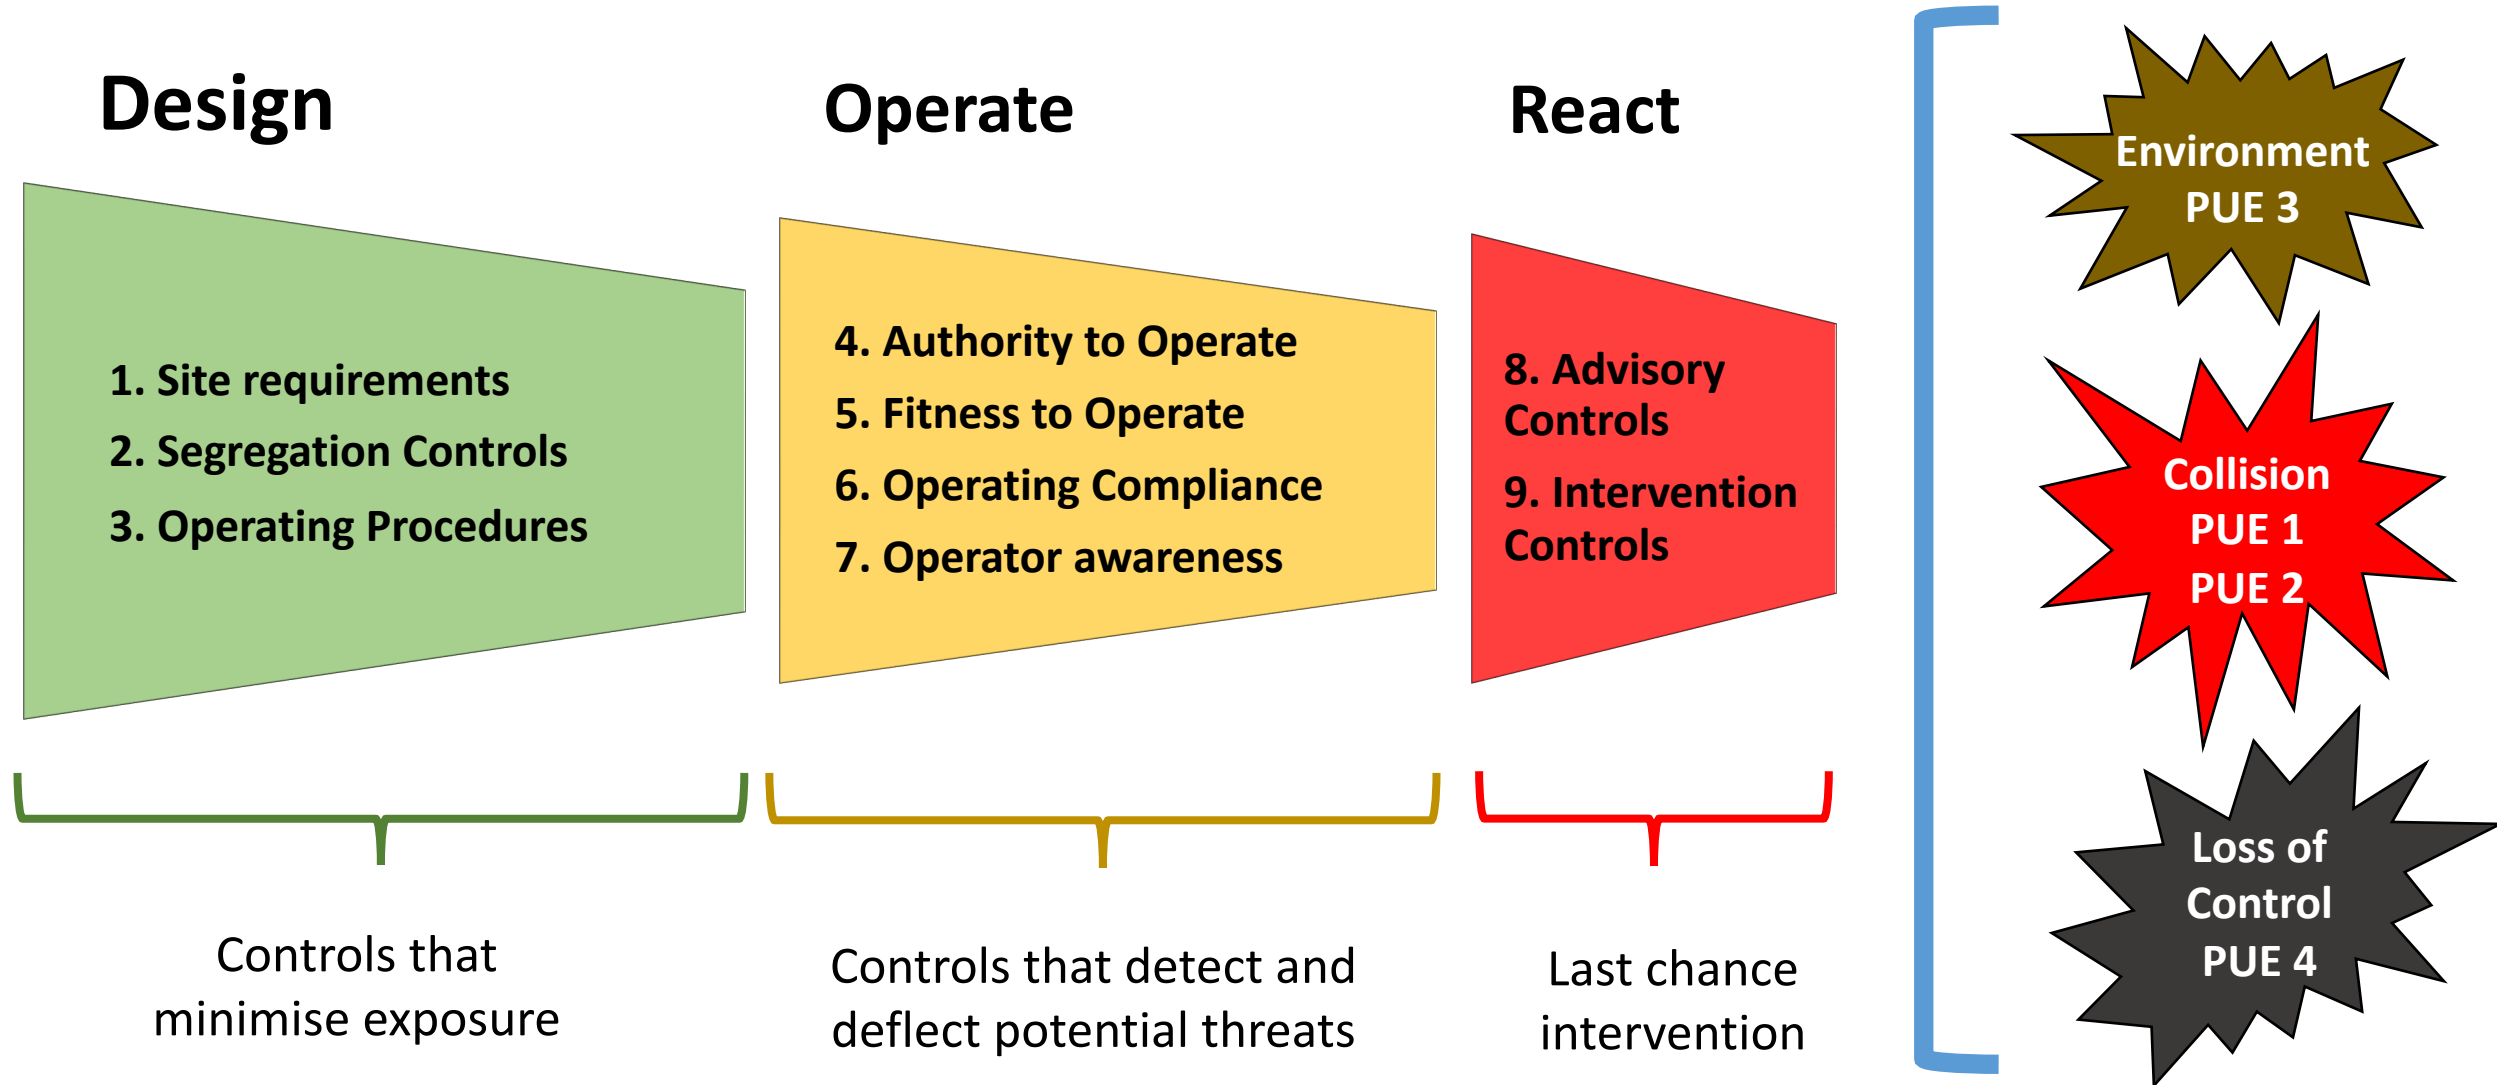 Design
Operate
React
1. Site requirements
2. Segregation Controls
3. Operating Procedures
4. Authority to Operate
5. Fitness to Operate
6. Operating Compliance
7. Operator awareness
8. Advisory
Controls
9. Intervention
Controls
Environment
PUE 3
Collision
PUE 1
PUE 2
Loss of
Control
PUE 4
Controls that
minimise exposure
Controls that detect and
deflect potential threats
Last chance
intervention